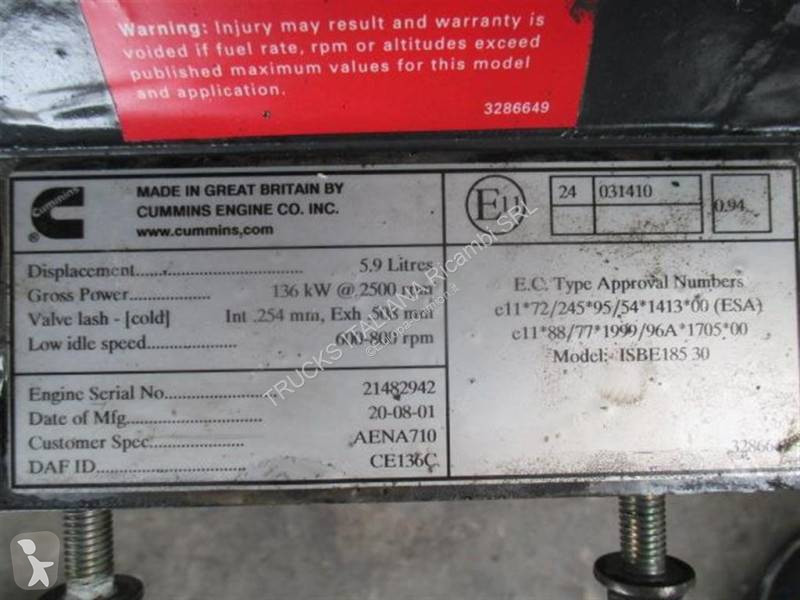 Warning: Injury may result and warranty is
voided if fuel rate, rpm or altitudes exceed
published maximum values for this model
and application.
3286649
Cummins
®
MADE IN GREAT BRITAIN BY
CUMMINS ENGINE CO. INC.
www.cummins.com
E11
24 031410
0.94
Displacement 5.9 Litres
Gross Power 136 kW @ 2500 rpm
Valve lash - [cold] Int .254 mm, Exh .508 mm
Low idle speed 600-800 rpm
Engine Serial No. 21482942
Date of Mfg. 20-08-01
Customer Spec. AENA710
DAF ID CE136C
E.C. Type Approval Numbers
e11*72/245*95/54*1413*00 (ESA)
e11*88/77*1999/96A*1705*00
Model: ISBE185 30
TRUCKS ITALIANA Ricambi SRL